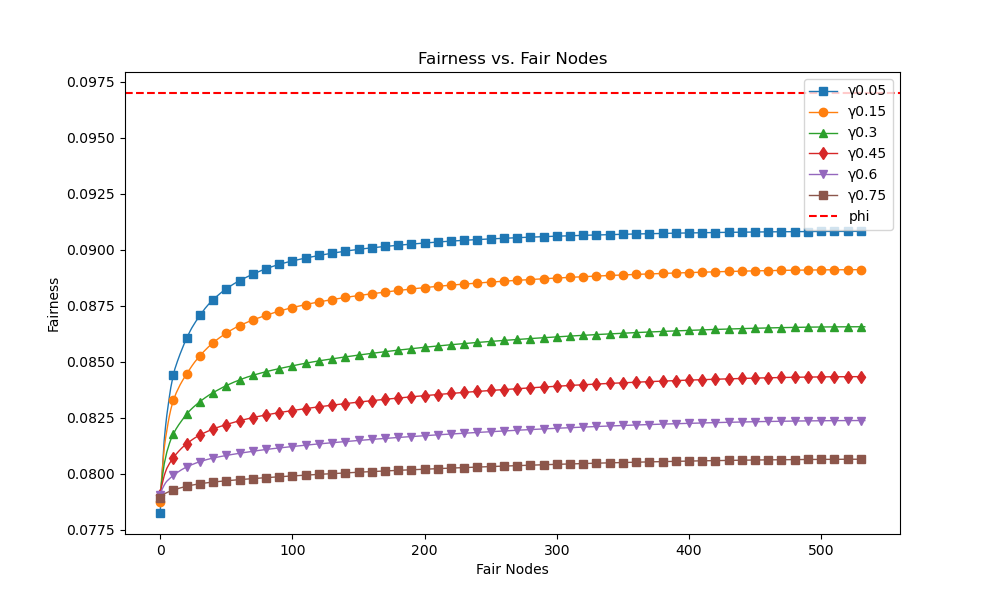 Fairness vs. Fair Nodes
0.0975
0.0950
0.0925
0.0900
0.0875
0.0850
0.0825
0.0800
0.0775
Fairness
γ0.05
γ0.15
γ0.3
γ0.45
γ0.6
γ0.75
phi
0 100 200 300 400 500
Fair Nodes